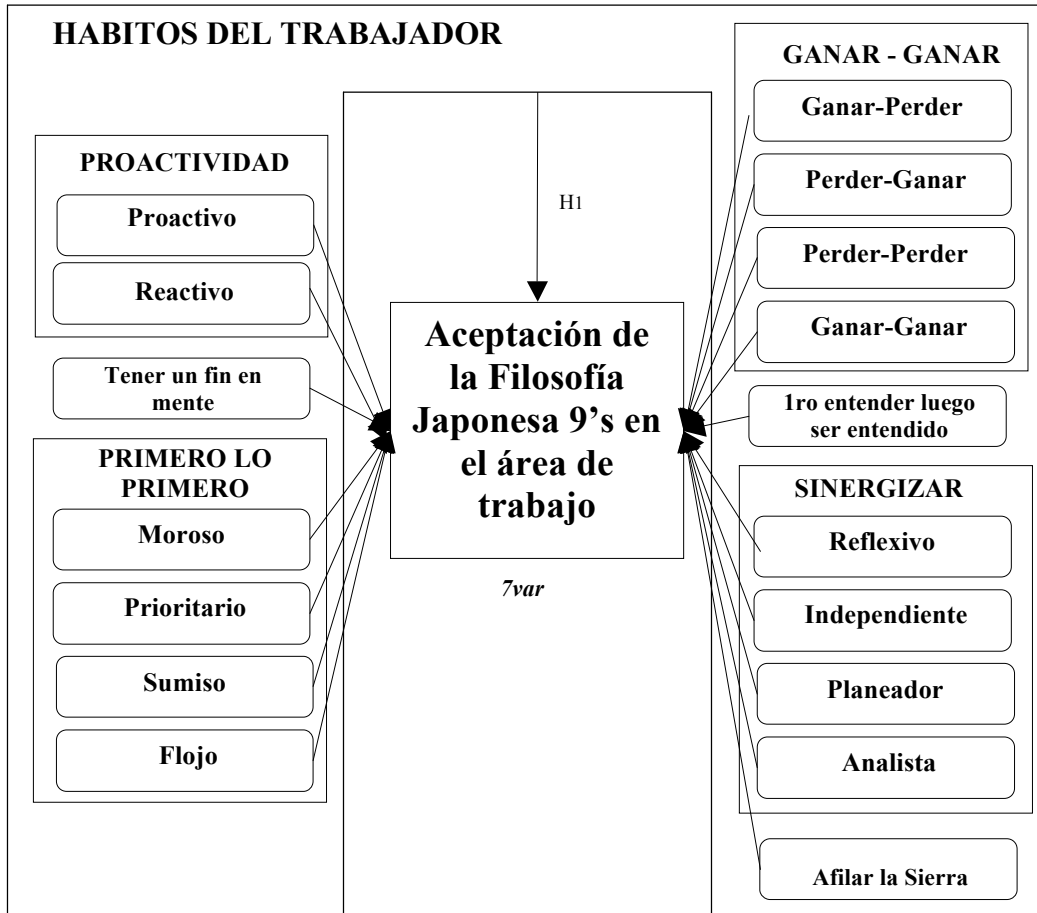 HABITOS DEL TRABAJADOR
PROACTIVIDAD
Proactivo
Reactivo
Tener un fin en
mente
PRIMERO LO
PRIMERO
Moroso
Prioritario
Sumiso
Flojo
H1
Aceptación de
la Filosofía
Japonesa 9’s en
el área de
trabajo
7var
GANAR - GANAR
Ganar-Perder
Perder-Ganar
Perder-Perder
Ganar-Ganar
1ro entender luego
ser entendido
SINERGIZAR
Reflexivo
Independiente
Planeador
Analista
Afilar la Sierra